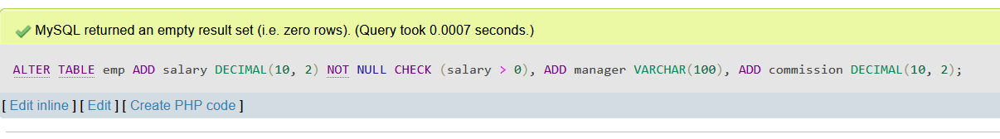 MySQL returned an empty result set (i.e. zero rows). (Query took 0.0007 seconds.)
ALTER TABLE emp ADD salary DECIMAL(10, 2) NOT NULL CHECK (salary > 0), ADD manager VARCHAR(100), ADD commission DECIMAL(10, 2);
[ Edit inline ] [ Edit ] [ Create PHP code ]